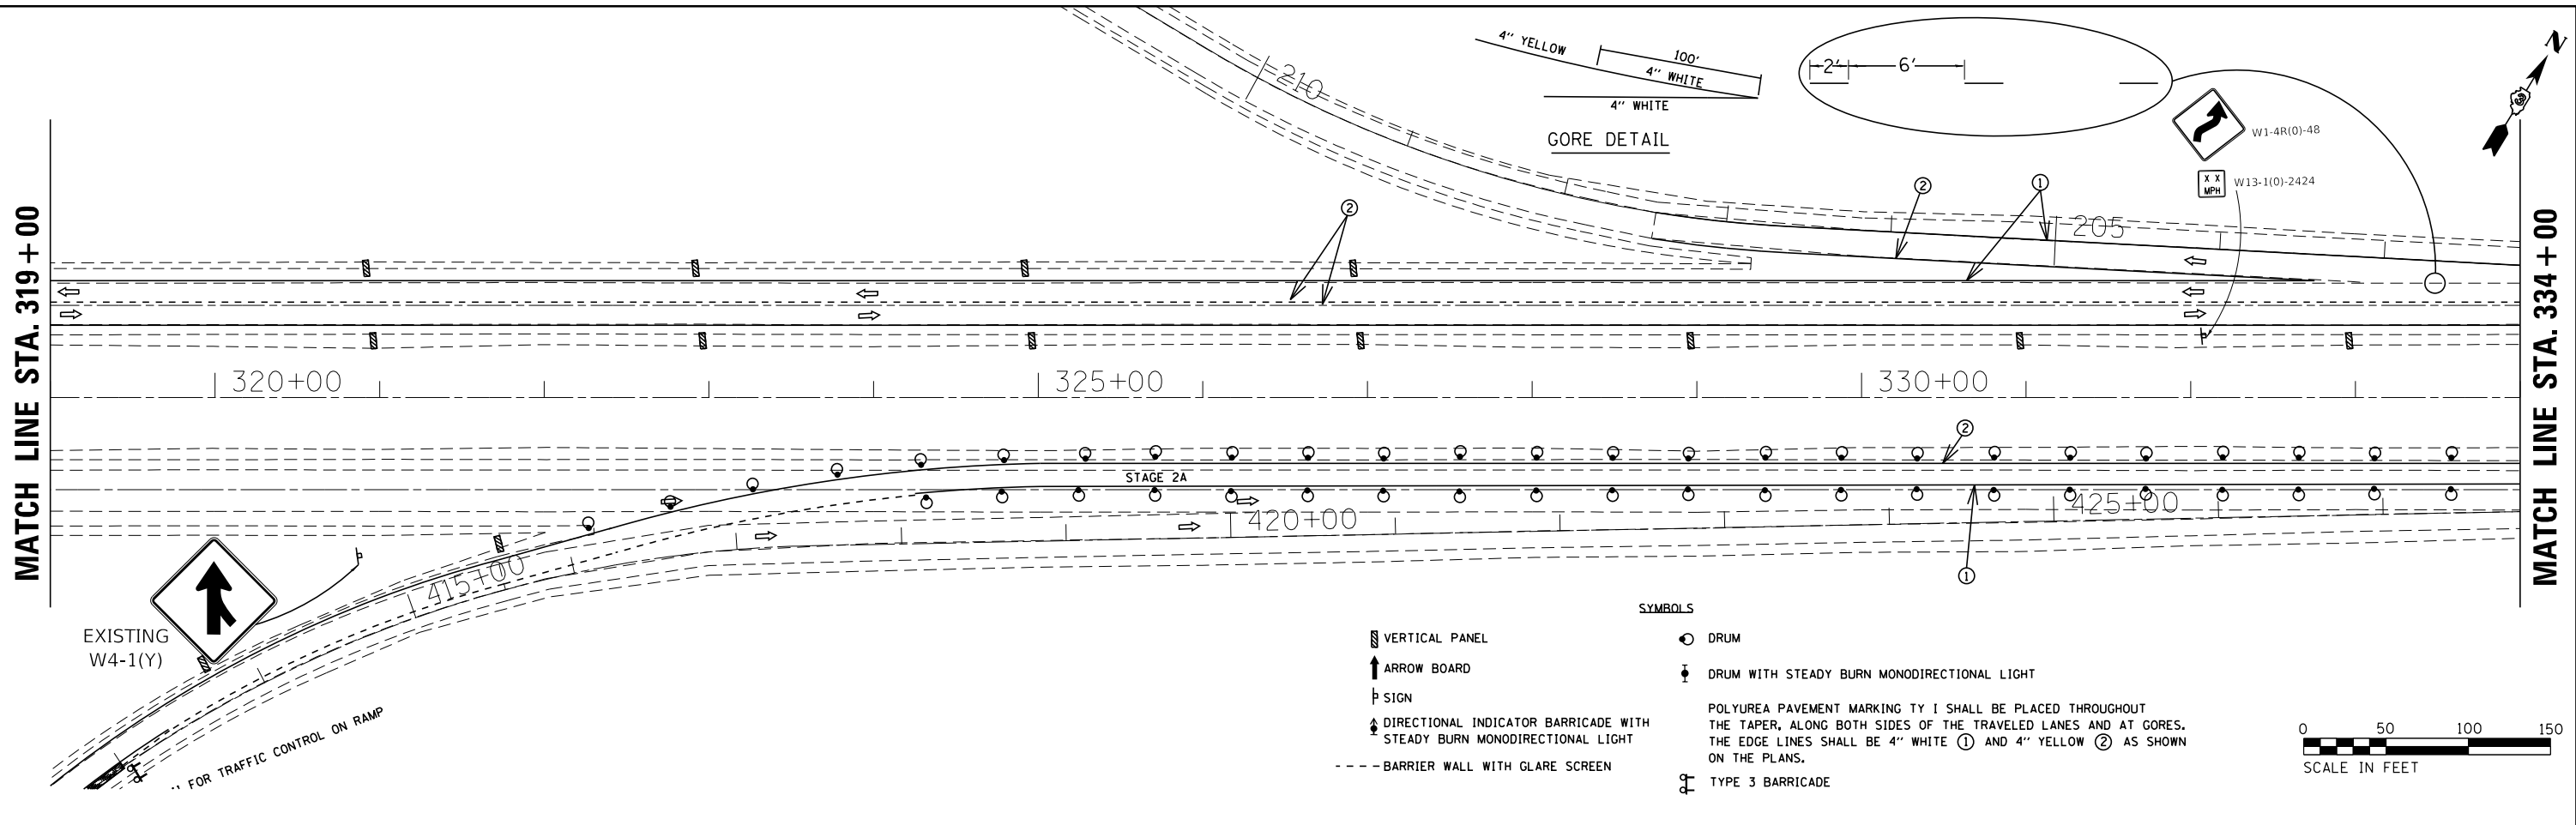 MATCH LINE STA. 319+00
210
4" YELLOW
100'
4" WHITE
4" WHITE
GORE DETAIL
2'
6'
N
3
W1-4R(0)-48
X X
MPH
W13-1(0)-2424
2
2
1
205
MATCH LINE STA. 334+00
320+00
325+00
330+00
2
STAGE 2A
420+00
425+00
415+00
1
EXISTING
W4-1(Y)
FOR TRAFFIC CONTROL ON RAMP
SYMBOLS
VERTICAL PANEL
ARROW BOARD
SIGN
DIRECTIONAL INDICATOR BARRICADE WITH
STEADY BURN MONODIRECTIONAL LIGHT
BARRIER WALL WITH GLARE SCREEN
DRUM
DRUM WITH STEADY BURN MONODIRECTIONAL LIGHT
POLYUREA PAVEMENT MARKING TY I SHALL BE PLACED THROUGHOUT
THE TAPER, ALONG BOTH SIDES OF THE TRAVELED LANES AND AT GORES.
THE EDGE LINES SHALL BE 4" WHITE 1 AND 4" YELLOW 2 AS SHOWN
ON THE PLANS.
TYPE 3 BARRICADE
0 50 100 150
SCALE IN FEET